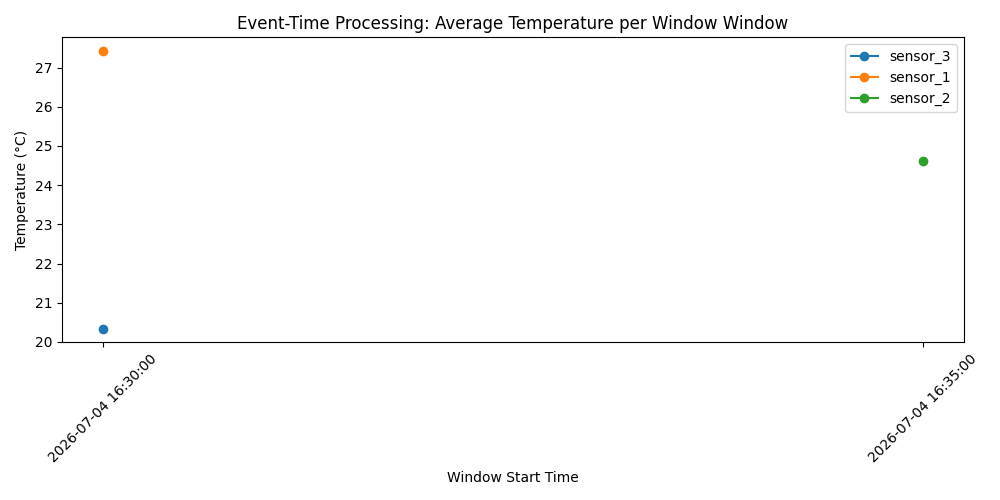 Event-Time Processing: Average Temperature per Window Window
Temperature (°C)
27
26
25
24
23
22
21
20
sensor_3
sensor_1
sensor_2
2026-07-04 16:30:00
2026-07-04 16:35:00
Window Start Time